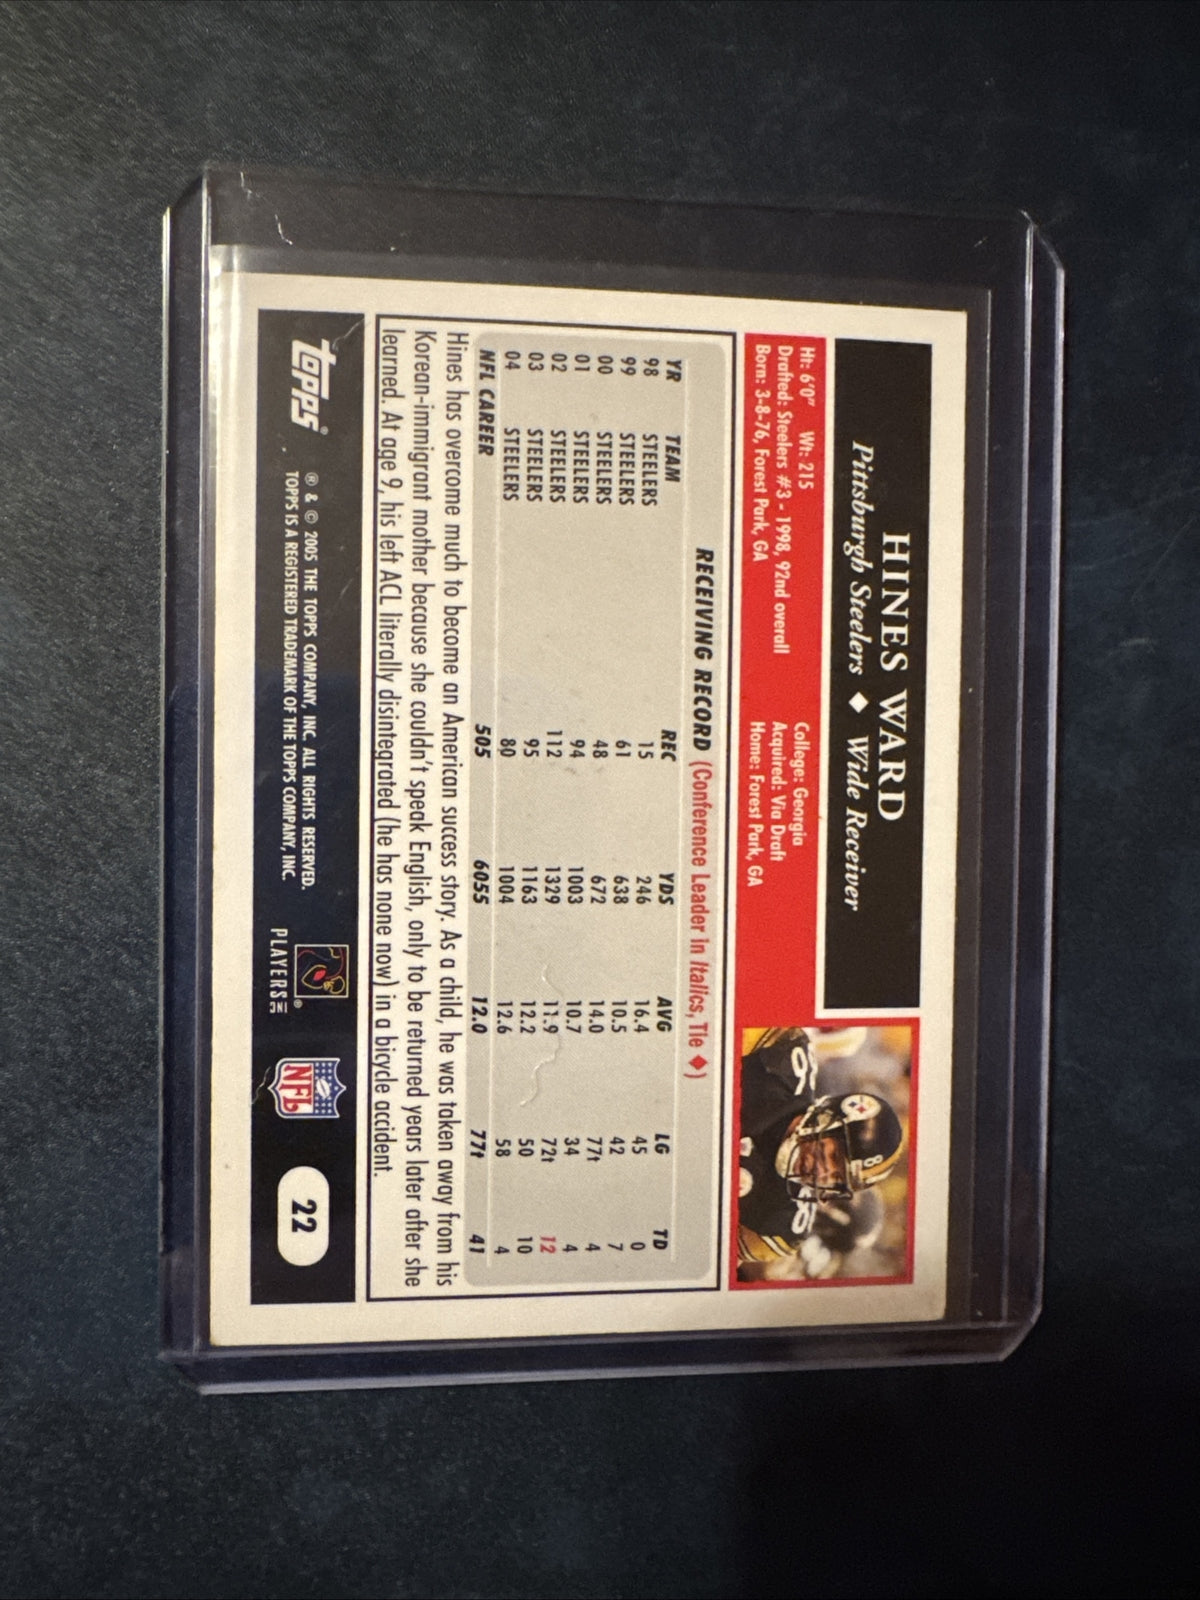 HINES WARD
Pittsburgh Steelers ♦ Wide Receiver
Ht: 6'0" Wt: 215
Drafted: Steelers #3 - 1998, 92nd overall
Born: 3-8-76, Forest Park, GA
College: Georgia
Acquired: Via Draft
Home: Forest Park, GA
RECEIVING RECORD (Conference Leader in Italics, Tie ♦)
YR TEAM REC YDS AVG LG TD
98 STEELERS 15 246 16.4 45 0
99 STEELERS 61 638 10.5 42 7
00 STEELERS 48 672 14.0 77t 4
01 STEELERS 94 1003 10.7 34 4
02 STEELERS 112 1329 11.9 72t 12
03 STEELERS 95 1163 12.2 50 10
04 STEELERS 80 1004 12.6 58 4
NFL CAREER 505 6055 12.0 77t 41
Hines has overcome much to become an American success story. As a child, he was taken away from his
Korean-immigrant mother because she couldn't speak English, only to be returned years later after she
learned. At age 9, his left ACL literally disintegrated (he has none now) in a bicycle accident.
topps®
® & © 2005 THE TOPPS COMPANY, INC. ALL RIGHTS RESERVED.
TOPPS IS A REGISTERED TRADEMARK OF THE TOPPS COMPANY, INC.
PLAYERS INC
NFL
22